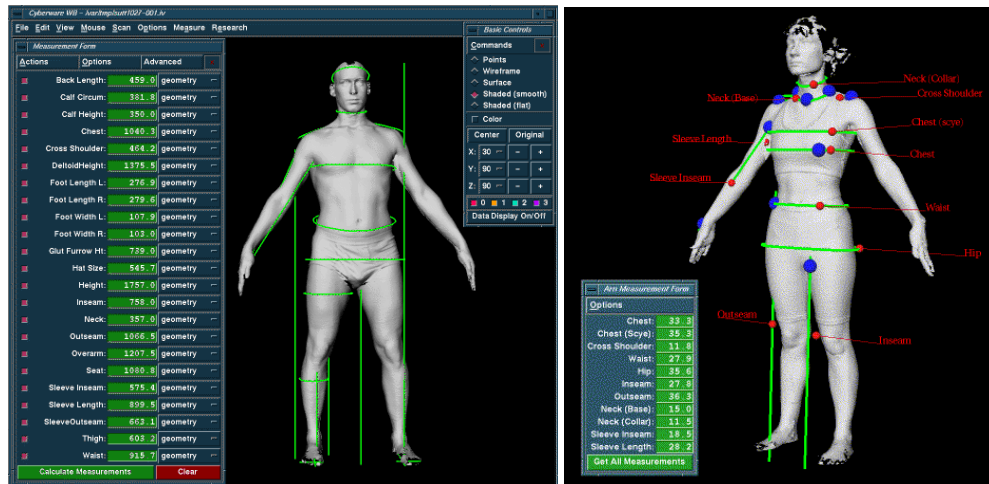 Cyberware Wil - /var/tmp/sutt1027-001.iv
File Edit View Mouse Scan Options Measure Research
Measurement Form
Actions Options Advanced
Back Length: 459.0 geometry
Calf Circum: 381.8 geometry
Calf Height: 350.0 geometry
Chest: 1040.3 geometry
Cross Shoulder: 464.2 geometry
DeltoidHeight: 1375.5 geometry
Foot Length L: 276.9 geometry
Foot Length R: 279.6 geometry
Foot Width L: 107.9 geometry
Foot Width R: 103.0 geometry
Glut Furrow Ht: 789.0 geometry
Hat Size: 545.7 geometry
Height: 1757.0 geometry
Inseam: 758.0 geometry
Neck: 357.0 geometry
Outseam: 1066.5 geometry
Overarm: 1207.5 geometry
Seat: 1080.8 geometry
Sleeve Inseam: 575.4 geometry
Sleeve Length: 899.5 geometry
SleeveOutseam: 663.1 geometry
Thigh: 603.2 geometry
Waist: 915.7 geometry
Calculate Measurements Clear
Basic Controls
Commands
Points
Wireframe
Surface
Shaded (smooth)
Shaded (flat)
Color
Center Original
X: 30 - +
Y: 90 - +
Z: 90 - +
0 1 2 3
Data Display On/Off
Neck (Collar)
Neck (Base)
Cross Shoulder
Chest (scye)
Sleeve Length
Chest
Sleeve Inseam
Waist
Hip
Outseam
Inseam
Arn Measurement Form
Options
Chest: 33.3
Chest (Scye): 35.3
Cross Shoulder: 11.8
Waist: 27.9
Hip: 35.6
Inseam: 27.8
Outseam: 36.3
Neck (Base): 15.0
Neck (Collar): 11.5
Sleeve Inseam: 18.5
Sleeve Length: 28.2
Get All Measurements